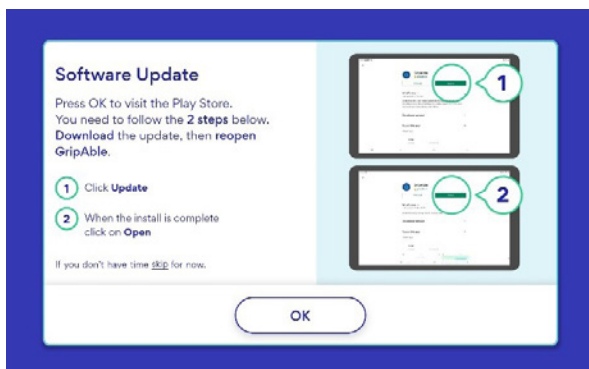 Software Update
Press OK to visit the Play Store.
You need to follow the 2 steps below.
Download the update, then reopen
GripAble.
1 Click Update
2 When the install is complete
click on Open
If you don't have time skip for now.
1
2
OK